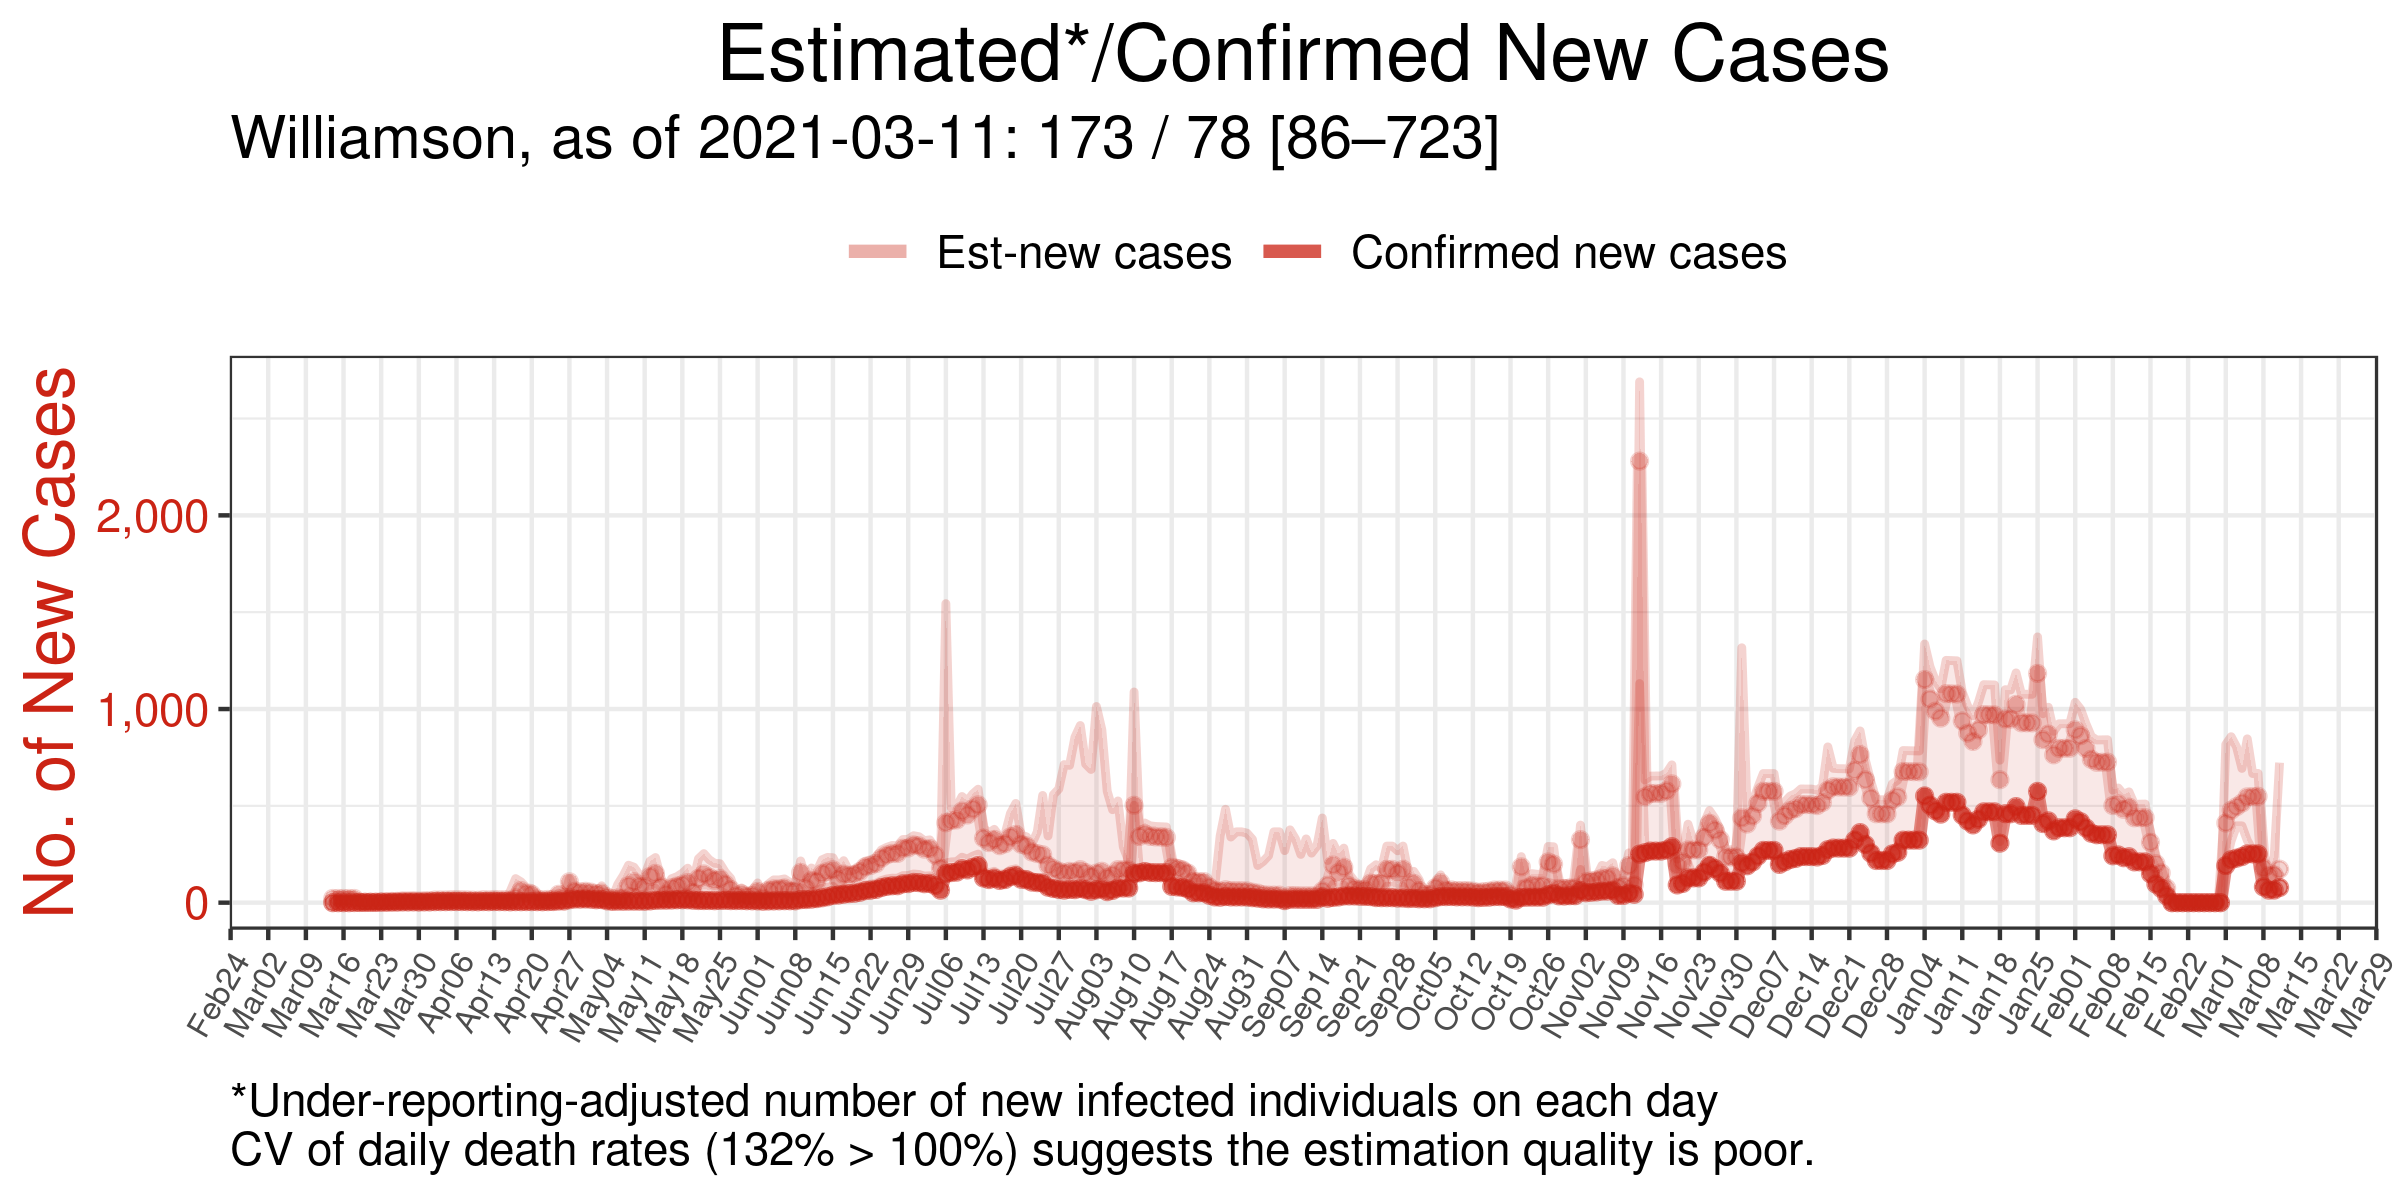 Estimated*/Confirmed New Cases
Williamson, as of 2021-03-11: 173 / 78 [86–723]
Est-new cases
Confirmed new cases
No. of New Cases
2,000
1,000
0
Feb24
Mar02
Mar09
Mar16
Mar23
Mar30
Apr06
Apr13
Apr20
Apr27
May04
May11
May18
May25
Jun01
Jun08
Jun15
Jun22
Jun29
Jul06
Jul13
Jul20
Jul27
Aug03
Aug10
Aug17
Aug24
Aug31
Sep07
Sep14
Sep21
Sep28
Oct05
Oct12
Oct19
Oct26
Nov02
Nov09
Nov16
Nov23
Nov30
Dec07
Dec14
Dec21
Dec28
Jan04
Jan11
Jan18
Jan25
Feb01
Feb08
Feb15
Feb22
Mar01
Mar08
Mar15
Mar22
Mar29
*Under-reporting-adjusted number of new infected individuals on each day
CV of daily death rates (132% > 100%) suggests the estimation quality is poor.